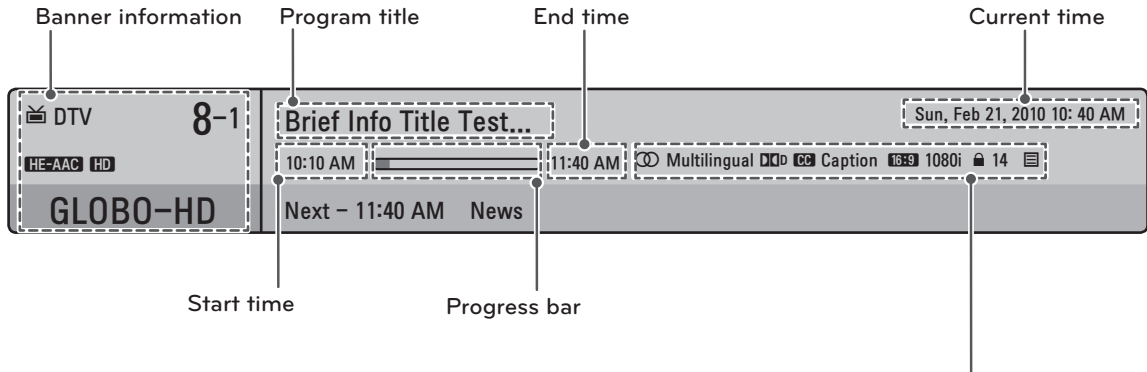 Banner information
Program title
End time
Current time
DTV
8-1
HE-AAC HD
GLOBO-HD
Brief Info Title Test...
Sun, Feb 21, 2010 10: 40 AM
10:10 AM
11:40 AM
Multilingual DD D CC Caption 16:9 1080i 14
Next - 11:40 AM News
Start time
Progress bar